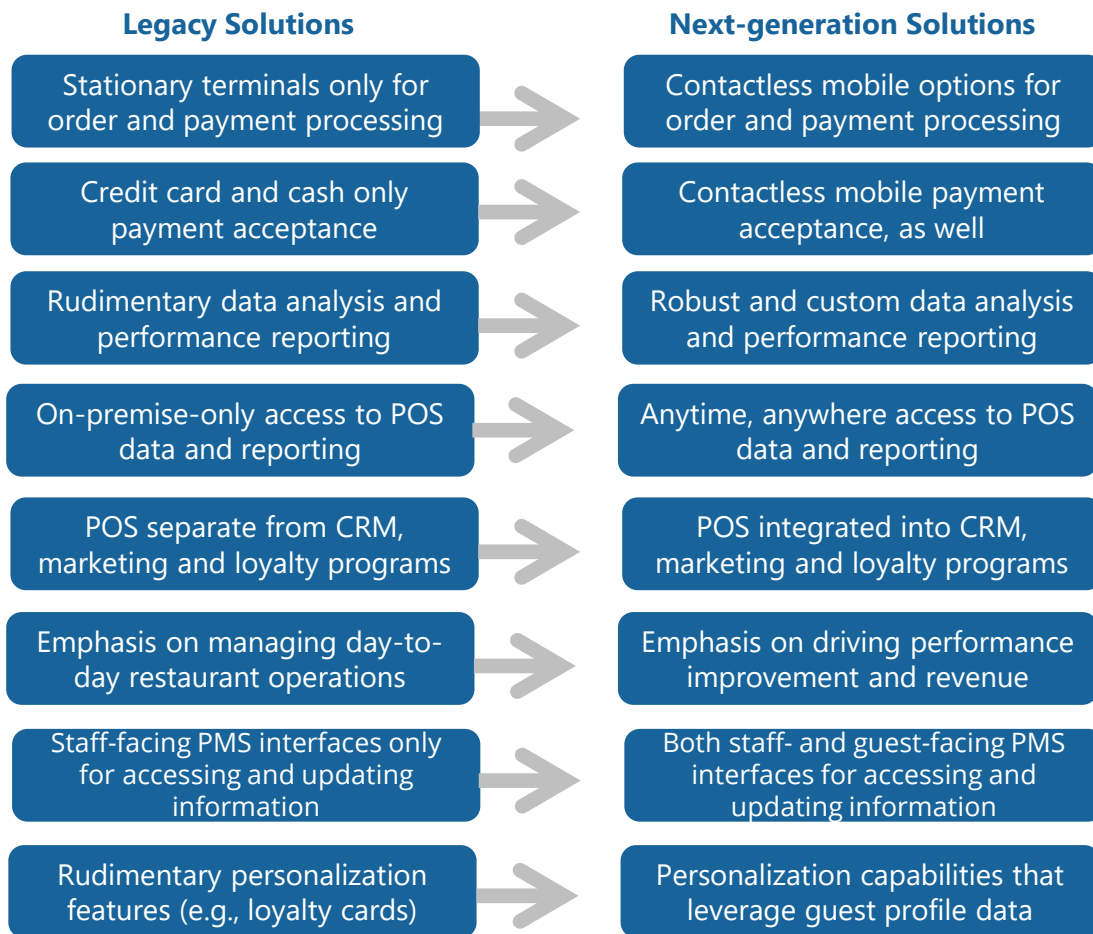 Legacy Solutions
Next-generation Solutions
Stationary terminals only for
order and payment processing
Contactless mobile options for
order and payment processing
Credit card and cash only
payment acceptance
Contactless mobile payment
acceptance, as well
Rudimentary data analysis and
performance reporting
Robust and custom data analysis
and performance reporting
On-premise-only access to POS
data and reporting
Anytime, anywhere access to POS
data and reporting
POS separate from CRM,
marketing and loyalty programs
POS integrated into CRM,
marketing and loyalty programs
Emphasis on managing day-to-
day restaurant operations
Emphasis on driving performance
improvement and revenue
Staff-facing PMS interfaces only
for accessing and updating
information
Both staff- and guest-facing PMS
interfaces for accessing and
updating information
Rudimentary personalization
features (e.g., loyalty cards)
Personalization capabilities that
leverage guest profile data